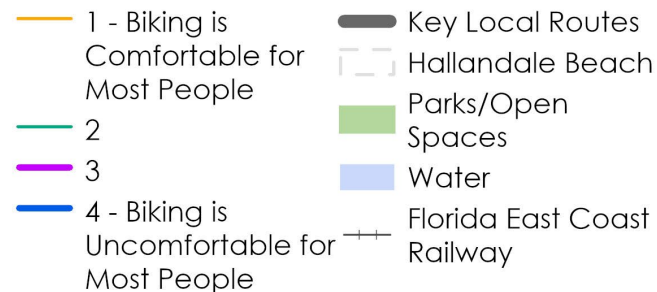 1 - Biking is
Comfortable for
Most People
2
3
4 - Biking is
Uncomfortable for
Most People
Key Local Routes
Hallandale Beach
Parks/Open
Spaces
Water
Florida East Coast
Railway